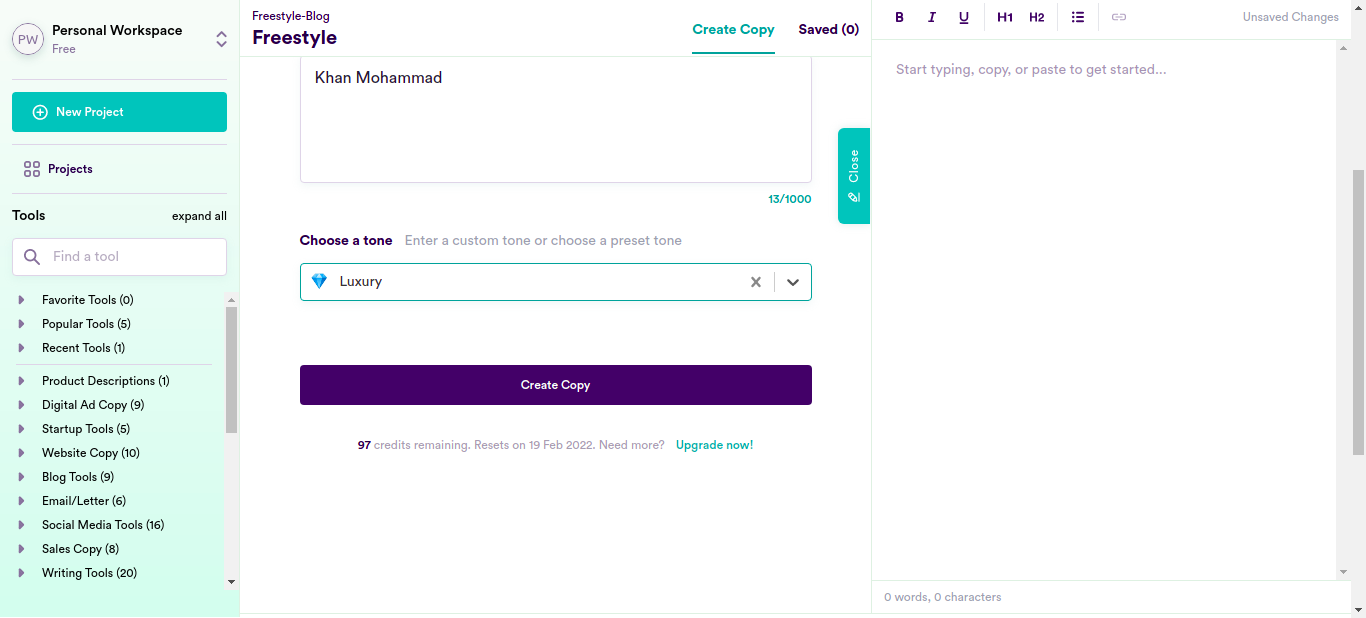 PW
Personal Workspace
Free
New Project
Projects
Tools
expand all
Find a tool
Favorite Tools (0)
Popular Tools (5)
Recent Tools (1)
Product Descriptions (1)
Digital Ad Copy (9)
Startup Tools (5)
Website Copy (10)
Blog Tools (9)
Email/Letter (6)
Social Media Tools (16)
Sales Copy (8)
Writing Tools (20)
Freestyle-Blog
Freestyle
Create Copy
Saved (0)
Khan Mohammad
13/1000
Choose a tone Enter a custom tone or choose a preset tone
Luxury
Create Copy
97 credits remaining. Resets on 19 Feb 2022. Need more? Upgrade now!
Close
B I U H1 H2
Unsaved Changes
Start typing, copy, or paste to get started...
0 words, 0 characters